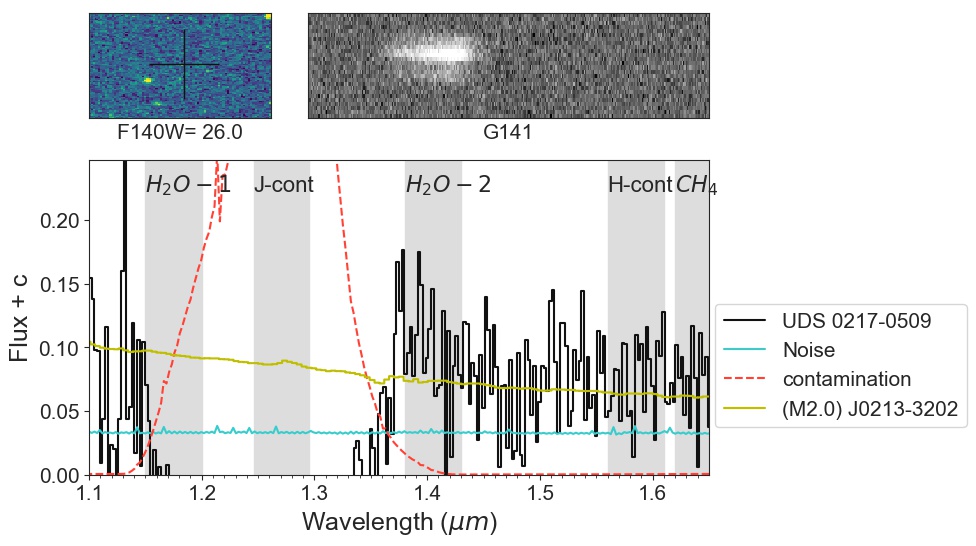 F140W= 26.0
G141
H₂O − 1
J-cont
H₂O − 2
H-cont
CH₄
Flux + c
0.20
0.15
0.10
0.05
0.00
1.1
1.2
1.3
1.4
1.5
1.6
Wavelength (μm)
UDS 0217-0509
Noise
contamination
(M2.0) J0213-3202